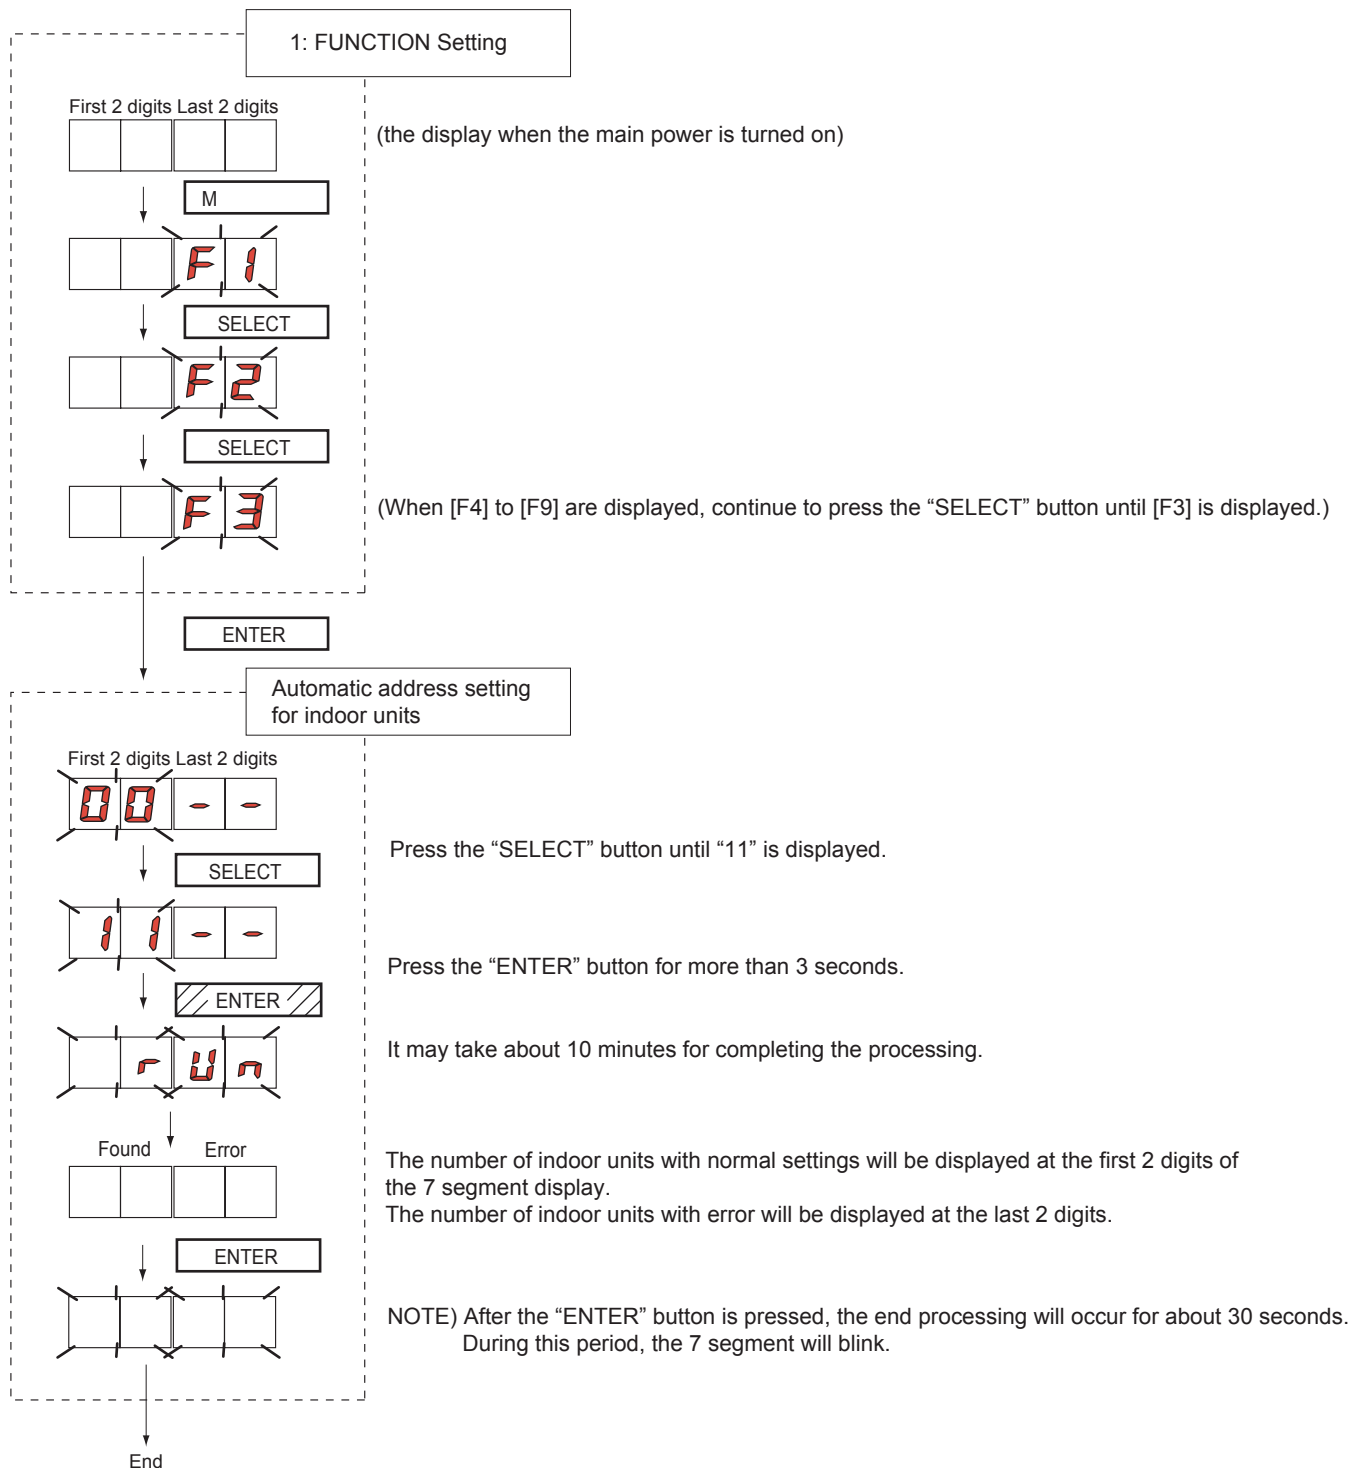 1: FUNCTION Setting
First 2 digits Last 2 digits
(the display when the main power is turned on)
M
F1
SELECT
F2
SELECT
F3
(When [F4] to [F9] are displayed, continue to press the “SELECT” button until [F3] is displayed.)
ENTER
Automatic address setting
for indoor units
First 2 digits Last 2 digits
00--
Press the “SELECT” button until “11” is displayed.
SELECT
11--
Press the “ENTER” button for more than 3 seconds.
ENTER
rUn
It may take about 10 minutes for completing the processing.
Found Error
The number of indoor units with normal settings will be displayed at the first 2 digits of
the 7 segment display.
The number of indoor units with error will be displayed at the last 2 digits.
ENTER
NOTE) After the “ENTER” button is pressed, the end processing will occur for about 30 seconds.
During this period, the 7 segment will blink.
End